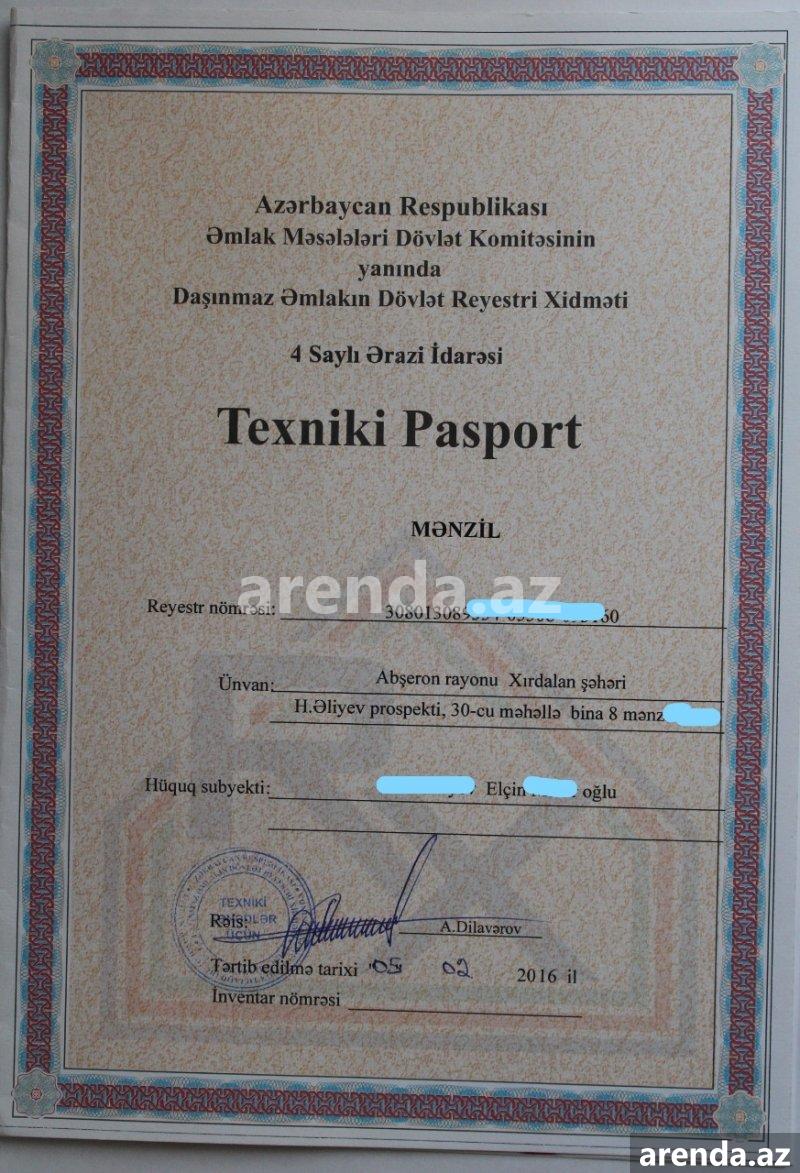 Azərbaycan Respublikası
Əmlak Məsələləri Dövlət Komitəsinin
yanında
Daşınmaz Əmlakın Dövlət Reyestri Xidməti
4 Saylı Ərazi İdarəsi
Texniki Pasport
MƏNZİL
arenda.az
Reyestr nömrəsi:
Ünvan: Abşeron rayonu Xırdalan şəhəri
H.Əliyev prospekti, 30-cu məhəllə bina 8 mənz
Hüquq subyekti: Elçin oğlu
TEXNİKİ
ÜÇÜN
Rəis: A.Dilavərov
Tərtib edilmə tarixi 05 02 2016 il
İnventar nömrəsi
arenda.az